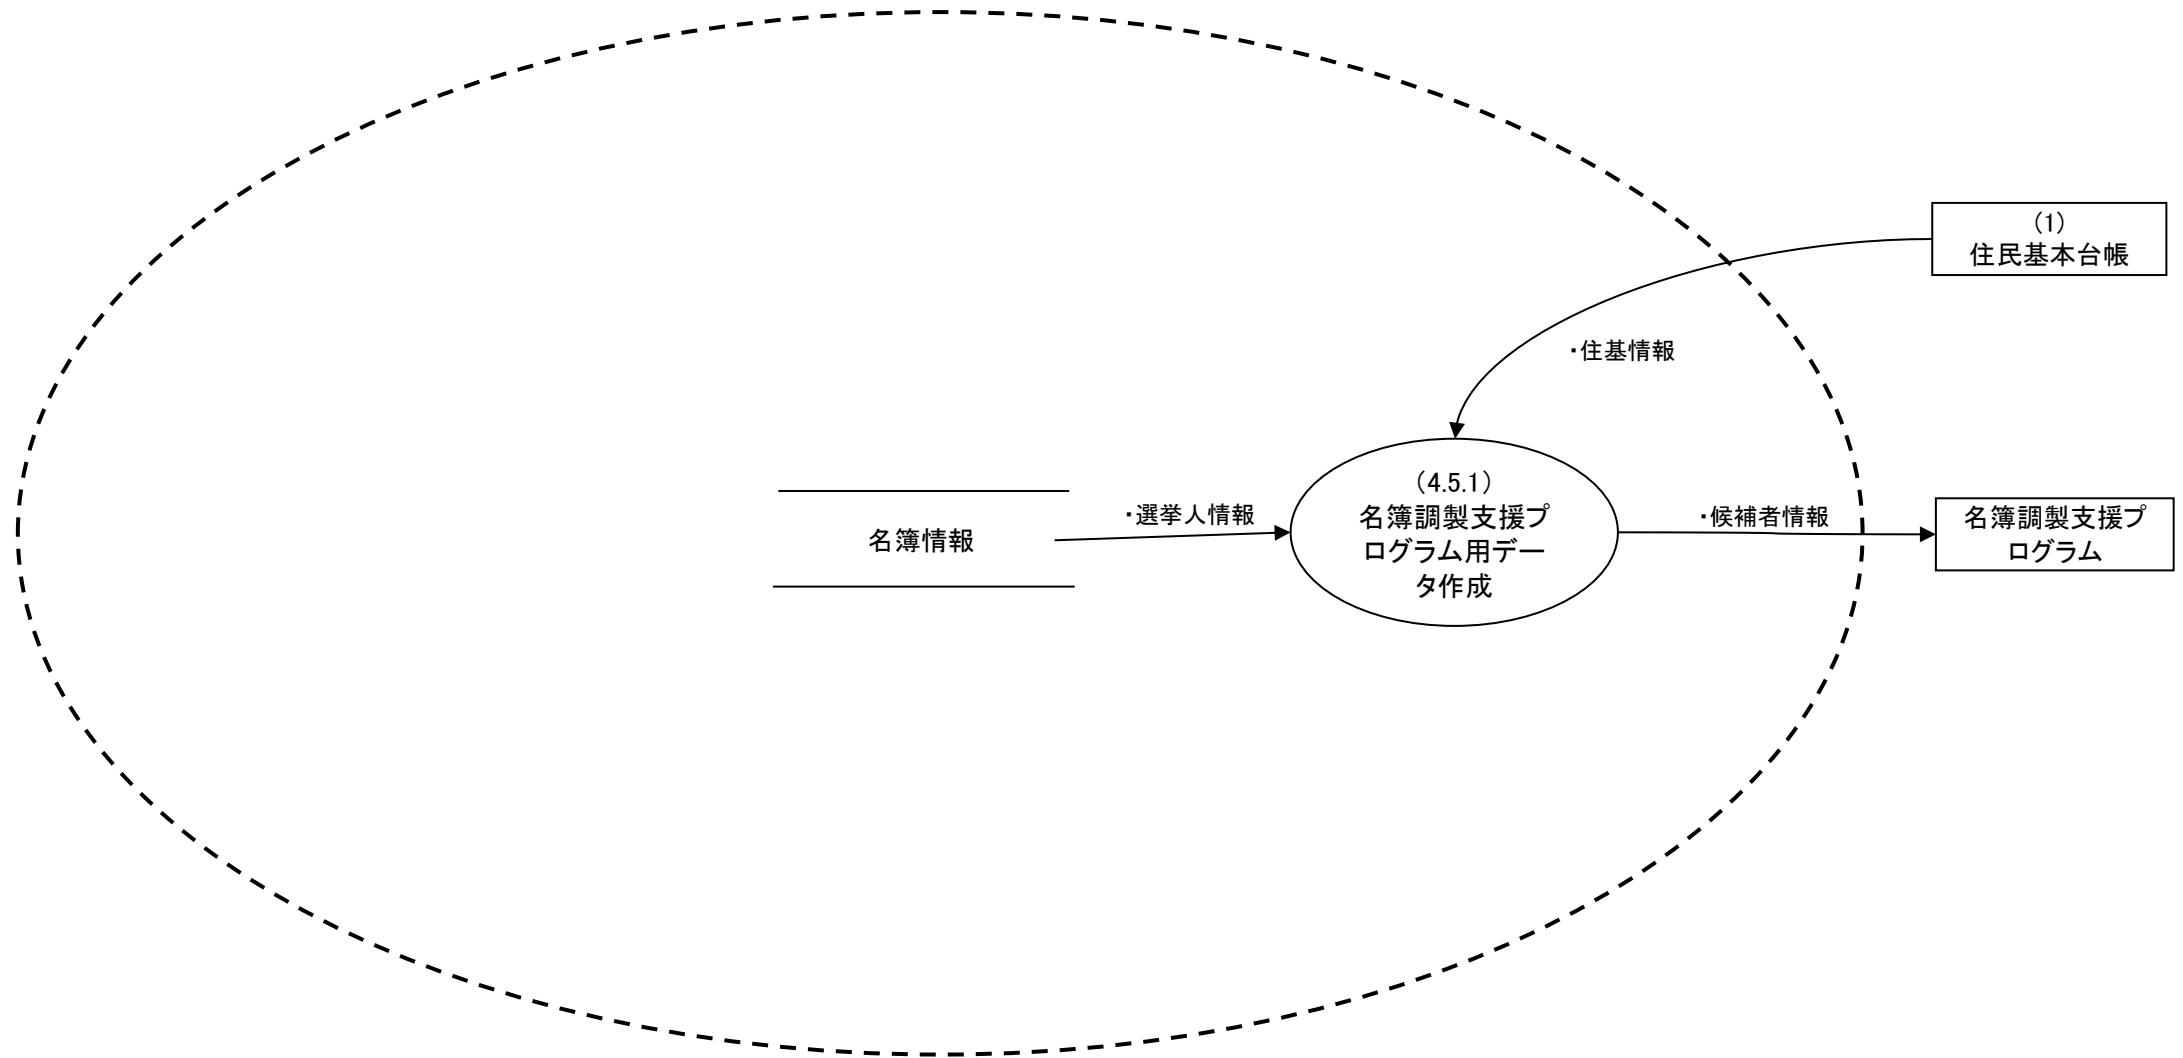 （1）
住民基本台帳
・住基情報
名簿情報
・選挙人情報
（4.5.1）
名簿調製支援プ
ログラム用デー
タ作成
・候補者情報
名簿調製支援プ
ログラム